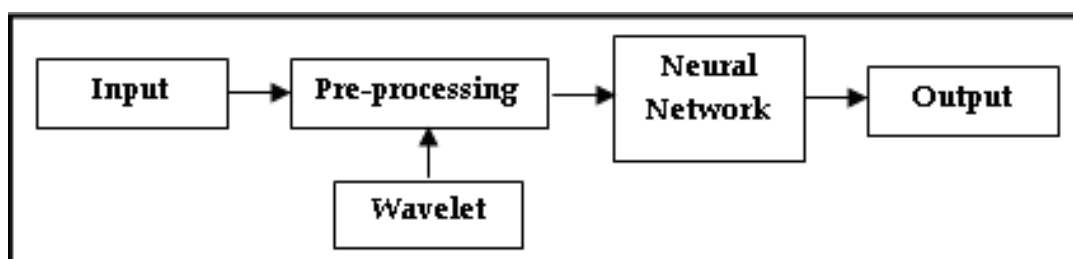 Input
Pre-processing
Neural
Network
Output
Wavelet